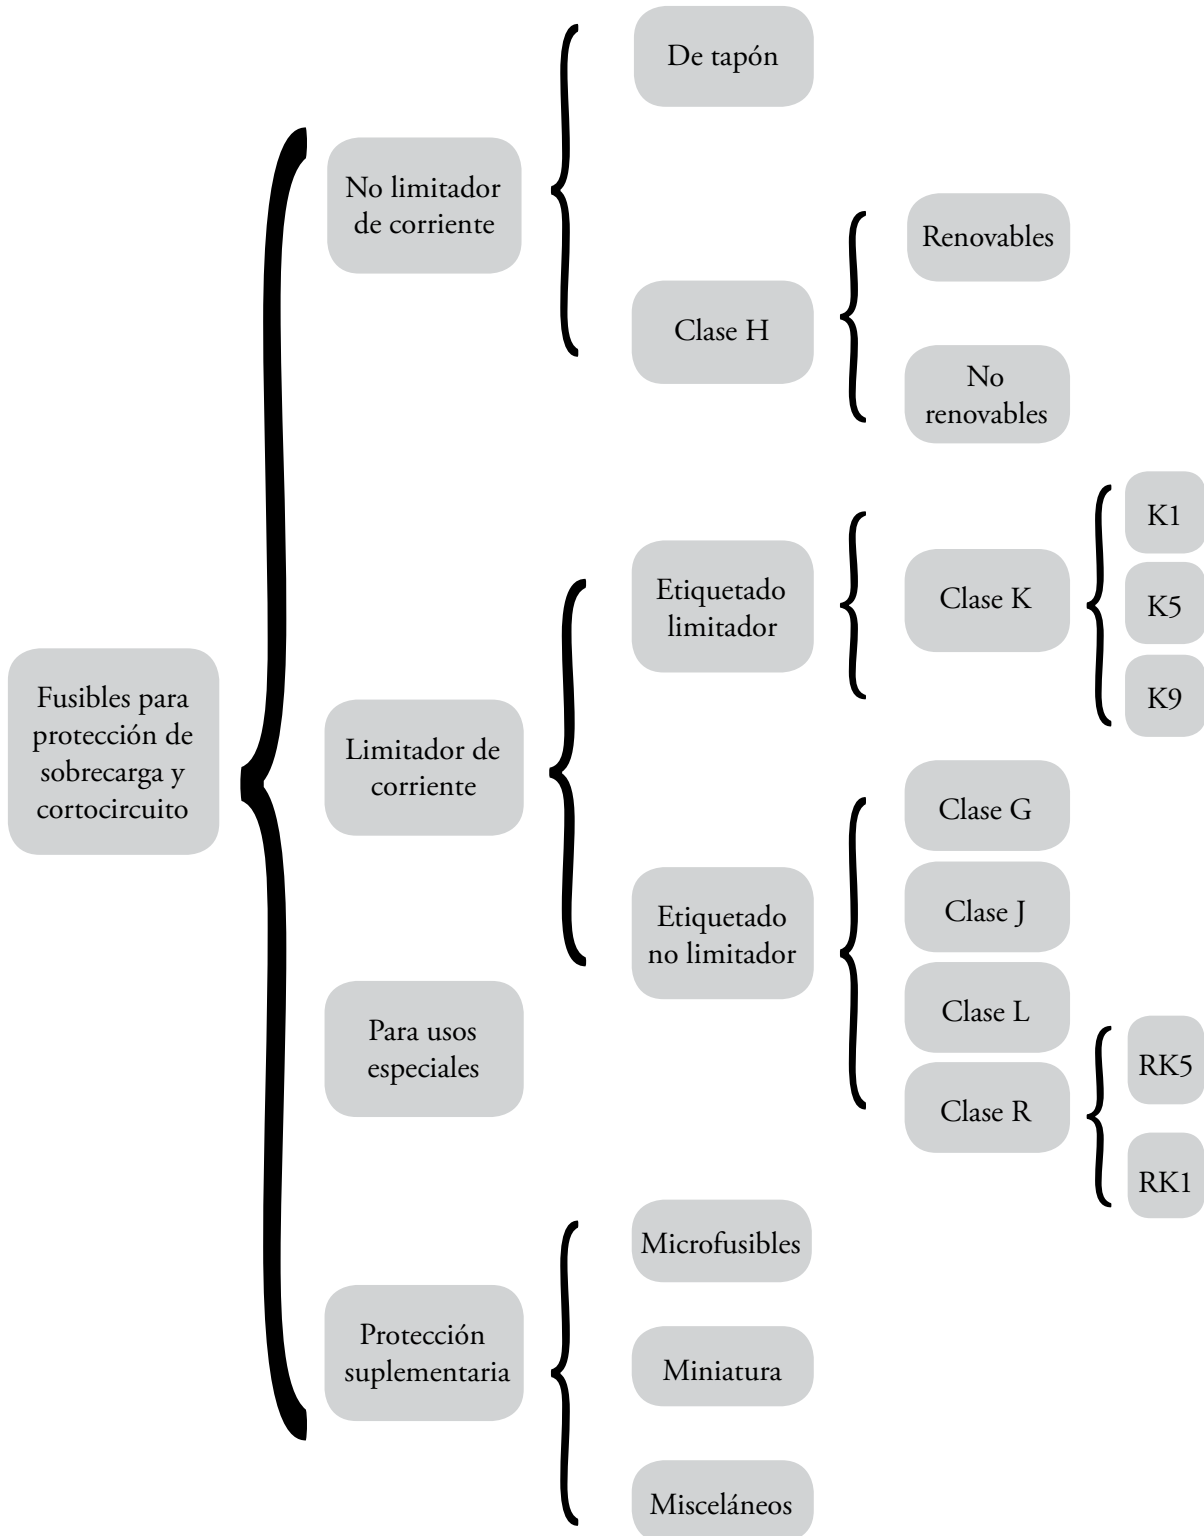 Fusibles para
protección de
sobrecarga y
cortocircuito
No limitador
de corriente
De tapón
Clase H
Renovables
No
renovables
Limitador de
corriente
Etiquetado
limitador
Clase K
K1
K5
K9
Etiquetado
no limitador
Clase G
Clase J
Clase L
Clase R
RK5
RK1
Para usos
especiales
Protección
suplementaria
Microfusibles
Miniatura
Misceláneos